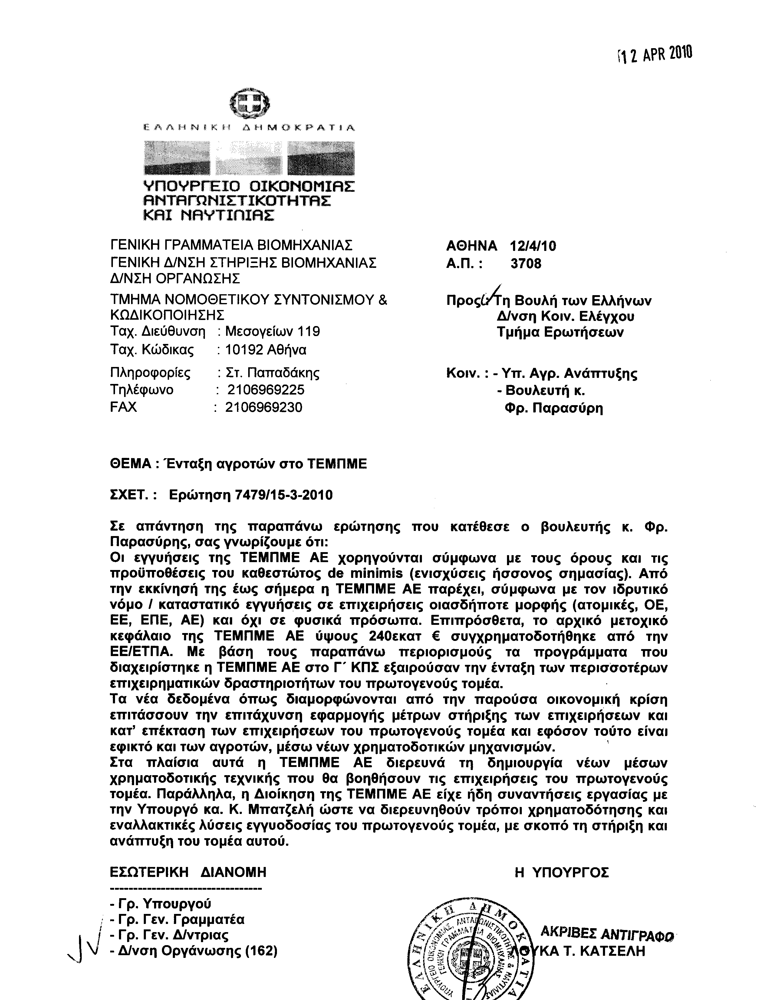 12 APR 2010
ΕΛΛΗΝΙΚΗ ΔΗΜΟΚΡΑΤΙΑ
ΥΠΟΥΡΓΕΙΟ ΟΙΚΟΝΟΜΙΑΣ
ΑΝΤΑΓΩΝΙΣΤΙΚΟΤΗΤΑΣ
ΚΑΙ ΝΑΥΤΙΛΙΑΣ
ΓΕΝΙΚΗ ΓΡΑΜΜΑΤΕΙΑ ΒΙΟΜΗΧΑΝΙΑΣ
ΓΕΝΙΚΗ Δ/ΝΣΗ ΣΤΗΡΙΞΗΣ ΒΙΟΜΗΧΑΝΙΑΣ
Δ/ΝΣΗ ΟΡΓΑΝΩΣΗΣ
ΤΜΗΜΑ ΝΟΜΟΘΕΤΙΚΟΥ ΣΥΝΤΟΝΙΣΜΟΥ &
ΚΩΔΙΚΟΠΟΙΗΣΗΣ
Ταχ. Διεύθυνση : Μεσογείων 119
Ταχ. Κώδικας : 10192 Αθήνα
Πληροφορίες : Στ. Παπαδάκης
Τηλέφωνο : 2106969225
FAX : 2106969230
ΑΘΗΝΑ 12/4/10
Α.Π. : 3708
Προς: Τη Βουλή των Ελλήνων
Δ/νση Κοιν. Ελέγχου
Τμήμα Ερωτήσεων
Κοιν. : - Υπ. Αγρ. Ανάπτυξης
- Βουλευτή κ.
Φρ. Παρασύρη
ΘΕΜΑ : Ένταξη αγροτών στο ΤΕΜΠΜΕ
ΣΧΕΤ. : Ερώτηση 7479/15-3-2010
Σε απάντηση της παραπάνω ερώτησης που κατέθεσε ο βουλευτής κ. Φρ.
Παρασύρης, σας γνωρίζουμε ότι:
Οι εγγυήσεις της ΤΕΜΠΜΕ ΑΕ χορηγούνται σύμφωνα με τους όρους και τις
προϋποθέσεις του καθεστώτος de minimis (ενισχύσεις ήσσονος σημασίας). Από
την εκκίνησή της έως σήμερα η ΤΕΜΠΜΕ ΑΕ παρέχει, σύμφωνα με τον ιδρυτικό
νόμο / καταστατικό εγγυήσεις σε επιχειρήσεις οιασδήποτε μορφής (ατομικές, ΟΕ,
ΕΕ, ΕΠΕ, ΑΕ) και όχι σε φυσικά πρόσωπα. Επιπρόσθετα, το αρχικό μετοχικό
κεφάλαιο της ΤΕΜΠΜΕ ΑΕ ύψους 240εκατ € συγχρηματοδοτήθηκε από την
ΕΕ/ΕΤΠΑ. Με βάση τους παραπάνω περιορισμούς τα προγράμματα που
διαχειρίστηκε η ΤΕΜΠΜΕ ΑΕ στο Γ΄ ΚΠΣ εξαιρούσαν την ένταξη των περισσοτέρων
επιχειρηματικών δραστηριοτήτων του πρωτογενούς τομέα.
Τα νέα δεδομένα όπως διαμορφώνονται από την παρούσα οικονομική κρίση
επιτάσσουν την επιτάχυνση εφαρμογής μέτρων στήριξης των επιχειρήσεων και
κατ’ επέκταση των επιχειρήσεων του πρωτογενούς τομέα και εφόσον τούτο είναι
εφικτό και των αγροτών, μέσω νέων χρηματοδοτικών μηχανισμών.
Στα πλαίσια αυτά η ΤΕΜΠΜΕ ΑΕ διερευνά τη δημιουργία νέων μέσων
χρηματοδοτικής τεχνικής που θα βοηθήσουν τις επιχειρήσεις του πρωτογενούς
τομέα. Παράλληλα, η Διοίκηση της ΤΕΜΠΜΕ ΑΕ είχε ήδη συναντήσεις εργασίας με
την Υπουργό κα. Κ. Μπατζελή ώστε να διερευνηθούν τρόποι χρηματοδότησης και
εναλλακτικές λύσεις εγγυοδοσίας του πρωτογενούς τομέα, με σκοπό τη στήριξη και
ανάπτυξη του τομέα αυτού.
ΕΣΩΤΕΡΙΚΗ ΔΙΑΝΟΜΗ
--------------------------------
- Γρ. Υπουργού
- Γρ. Γεν. Γραμματέα
- Γρ. Γεν. Δ/ντριας
- Δ/νση Οργάνωσης (162)
Η ΥΠΟΥΡΓΟΣ
ΑΚΡΙΒΕΣ ΑΝΤΙΓΡΑΦΟ
ΛΟΥΚΑ Τ. ΚΑΤΣΕΛΗ
ΕΛΛΗΝΙΚΗ ΔΗΜΟΚΡΑΤΙΑ
ΥΠΟΥΡΓΕΙΟ ΟΙΚΟΝΟΜΙΑΣ, ΑΝΤΑΓΩΝΙΣΤΙΚΟΤΗΤΑΣ & ΝΑΥΤΙΛΙΑΣ
ΓΕΝΙΚΗ ΓΡΑΜΜΑΤΕΙΑ ΒΙΟΜΗΧΑΝΙΑΣ